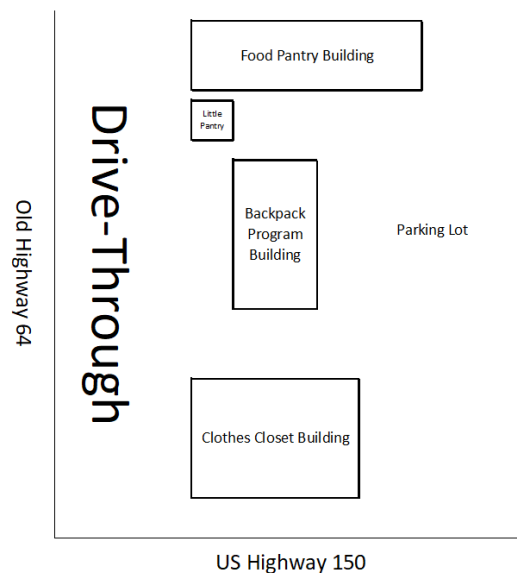 Food Pantry Building
Little
Pantry
Drive-Through
Old Highway 64
Backpack
Program
Building
Parking Lot
Clothes Closet Building
US Highway 150